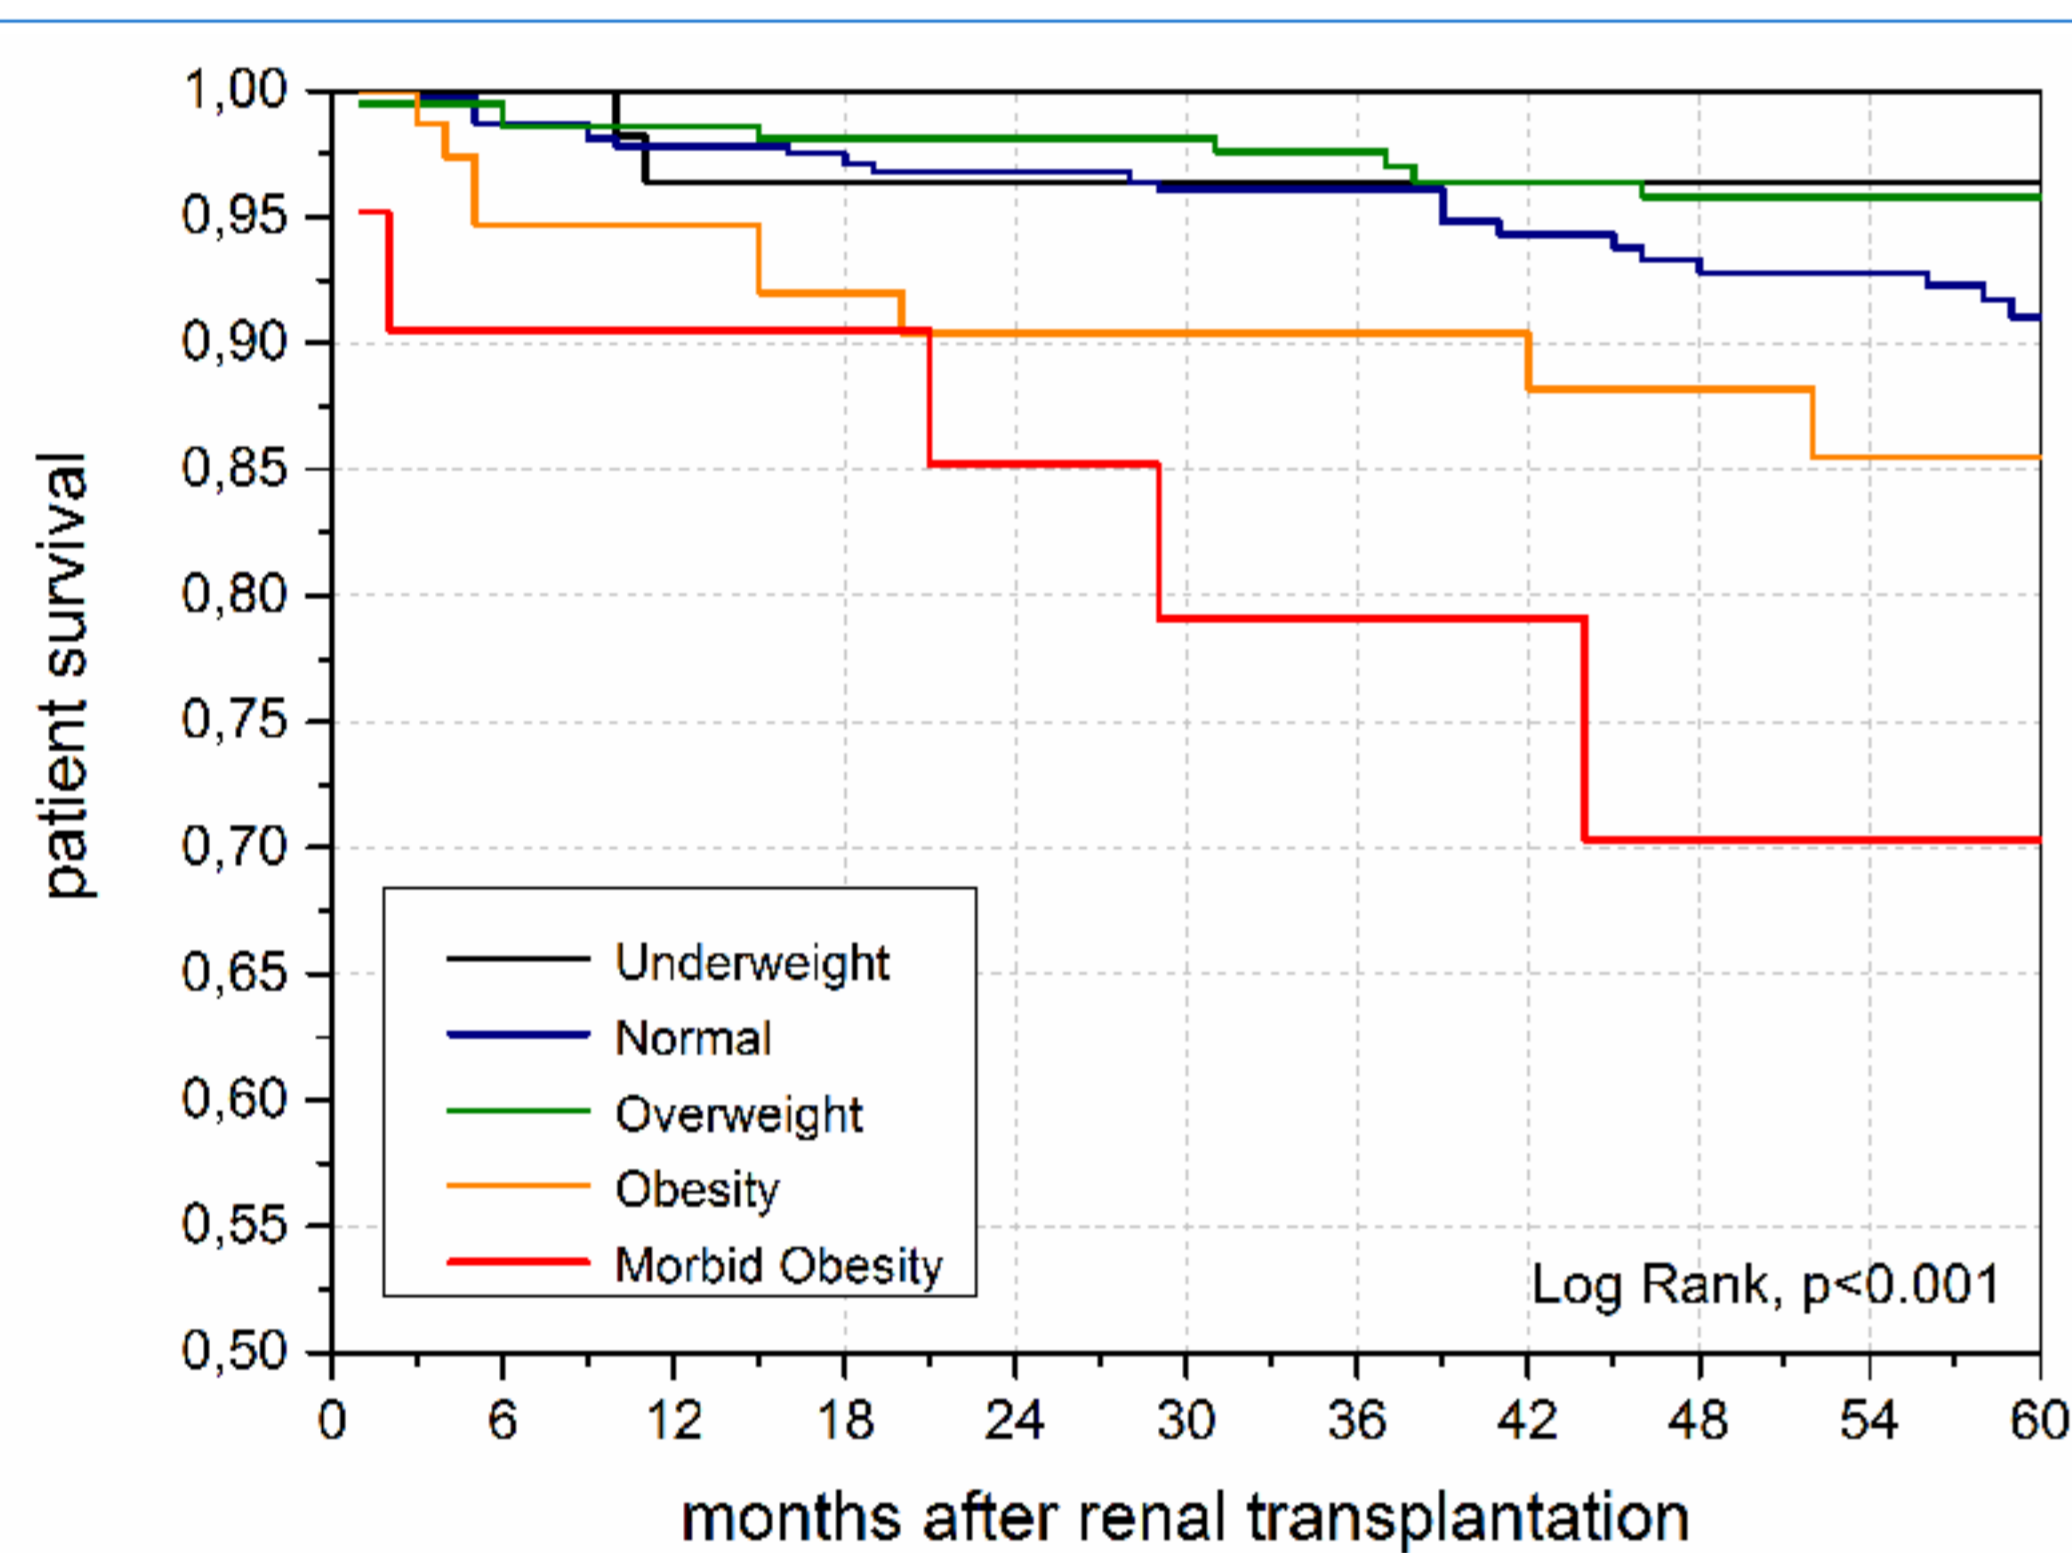 1,00
0,95
0,90
0,85
0,80
0,75
0,70
0,65
0,60
0,55
0,50
patient survival
Underweight
Normal
Overweight
Obesity
Morbid Obesity
Log Rank, p<0.001
0 6 12 18 24 30 36 42 48 54 60
months after renal transplantation